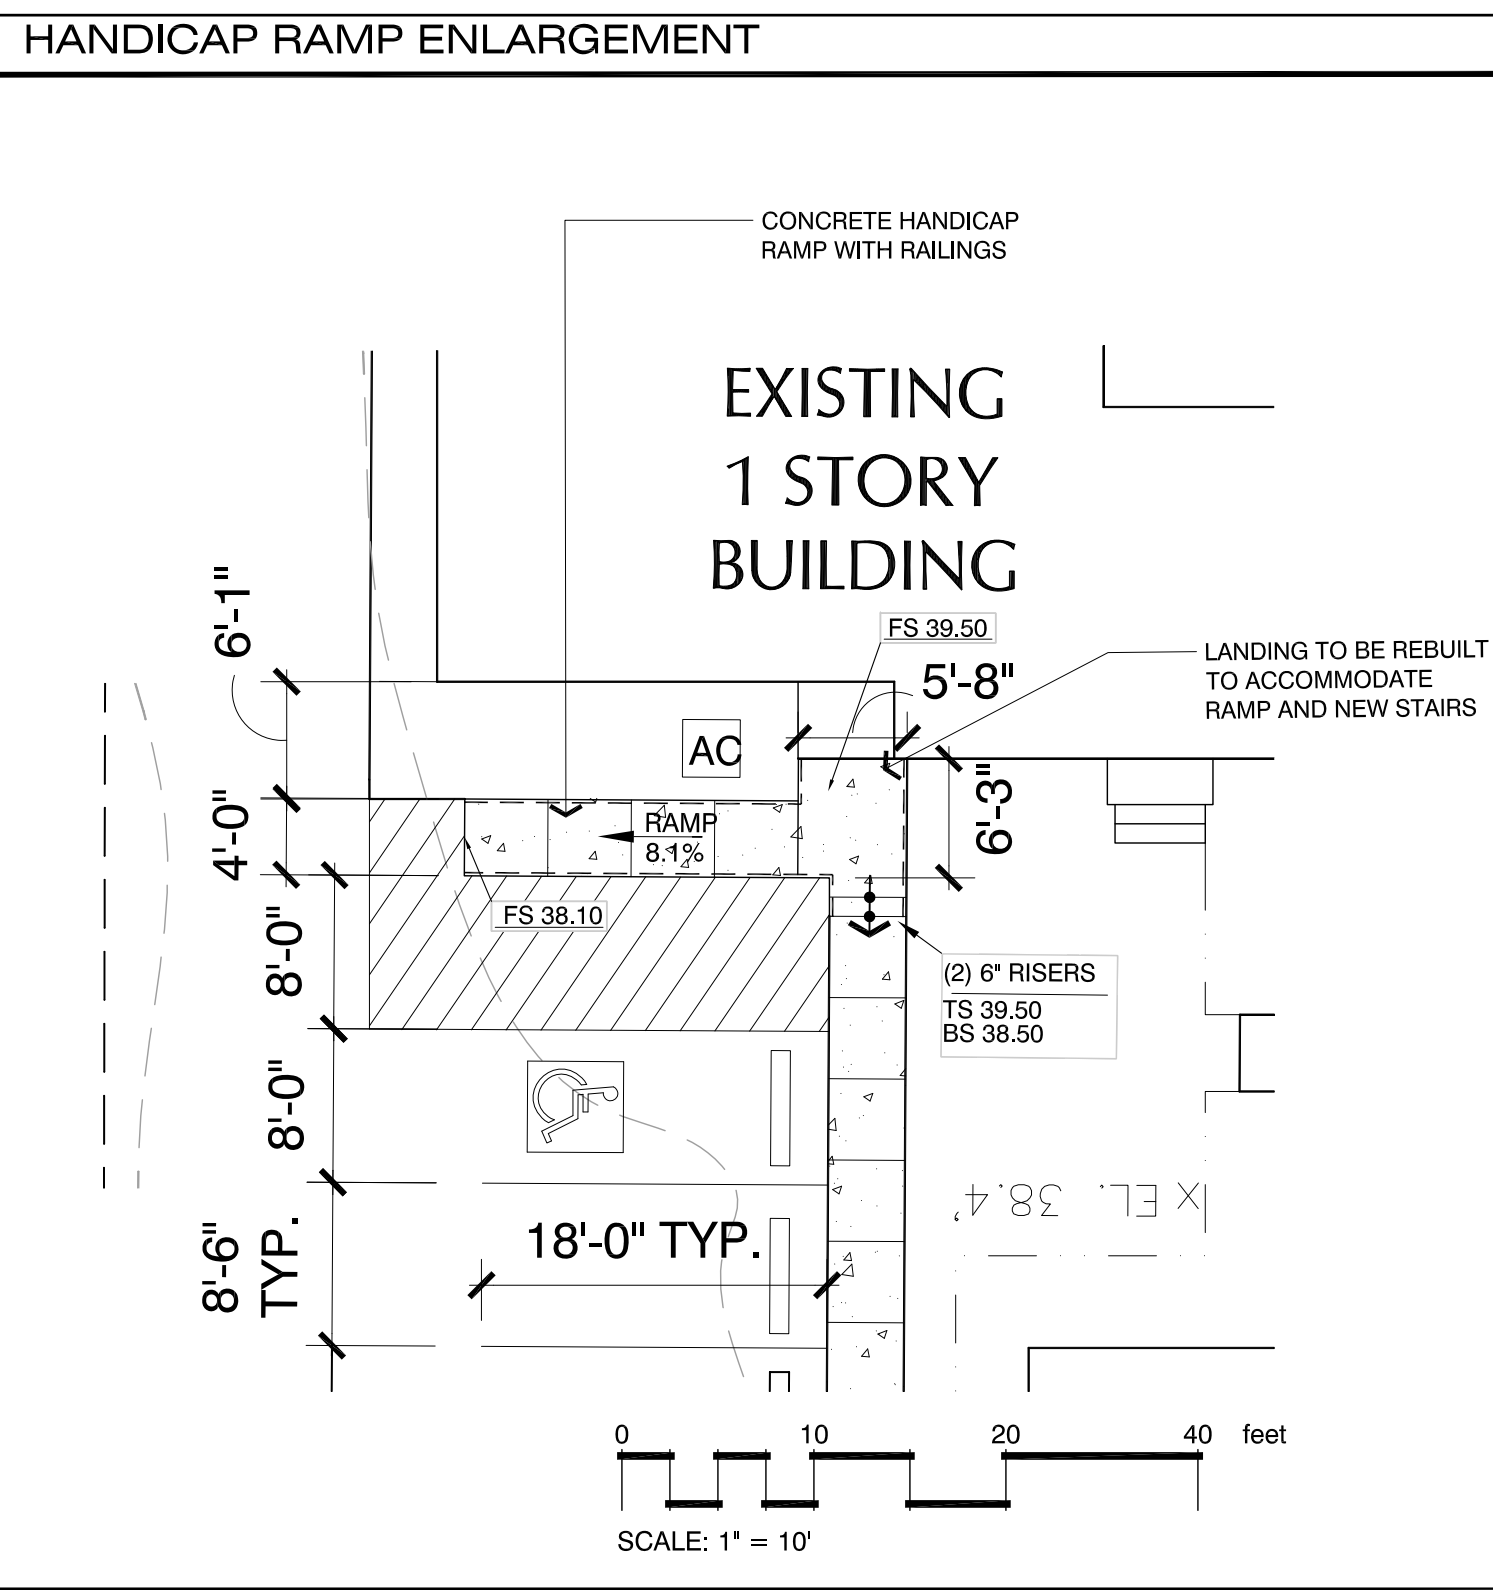 HANDICAP RAMP ENLARGEMENT
CONCRETE HANDICAP
RAMP WITH RAILINGS
EXISTING
1 STORY
BUILDING
6'-1"
FS 39.50
5'-8"
LANDING TO BE REBUILT
TO ACCOMMODATE
RAMP AND NEW STAIRS
AC
4'-0"
RAMP
8.1%
6'-3"
FS 38.10
8'-0"
(2) 6" RISERS
TS 39.50
BS 38.50
8'-0"
8'-6"
TYP.
18'-0" TYP.
EL. 38.4'
0 10 20 40 feet
SCALE: 1" = 10'